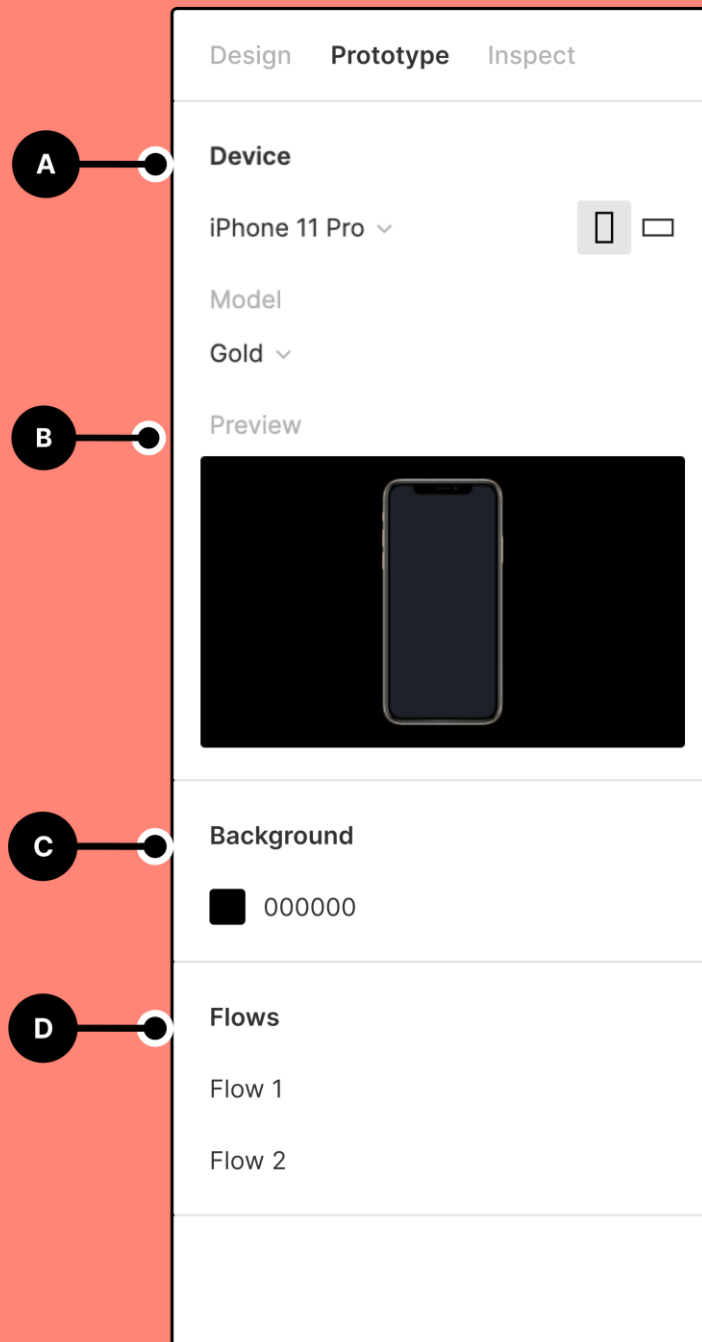 Design Prototype Inspect
A
Device
iPhone 11 Pro
Model
Gold
B
Preview
C
Background
000000
D
Flows
Flow 1
Flow 2